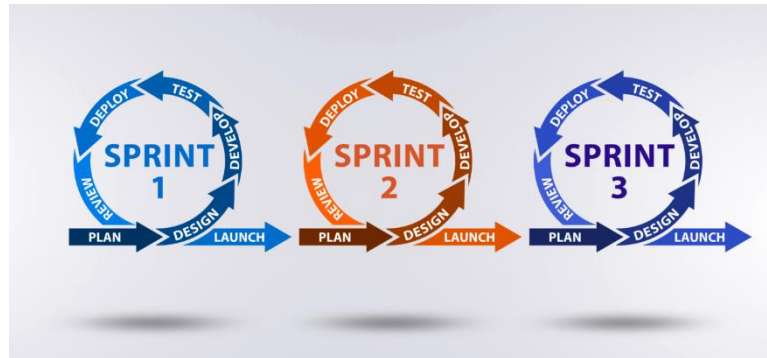 SPRINT
1
PLAN
DESIGN
DEVELOP
TEST
DEPLOY
REVIEW
LAUNCH
SPRINT
2
PLAN
DESIGN
DEVELOP
TEST
DEPLOY
REVIEW
LAUNCH
SPRINT
3
PLAN
DESIGN
DEVELOP
TEST
DEPLOY
REVIEW
LAUNCH